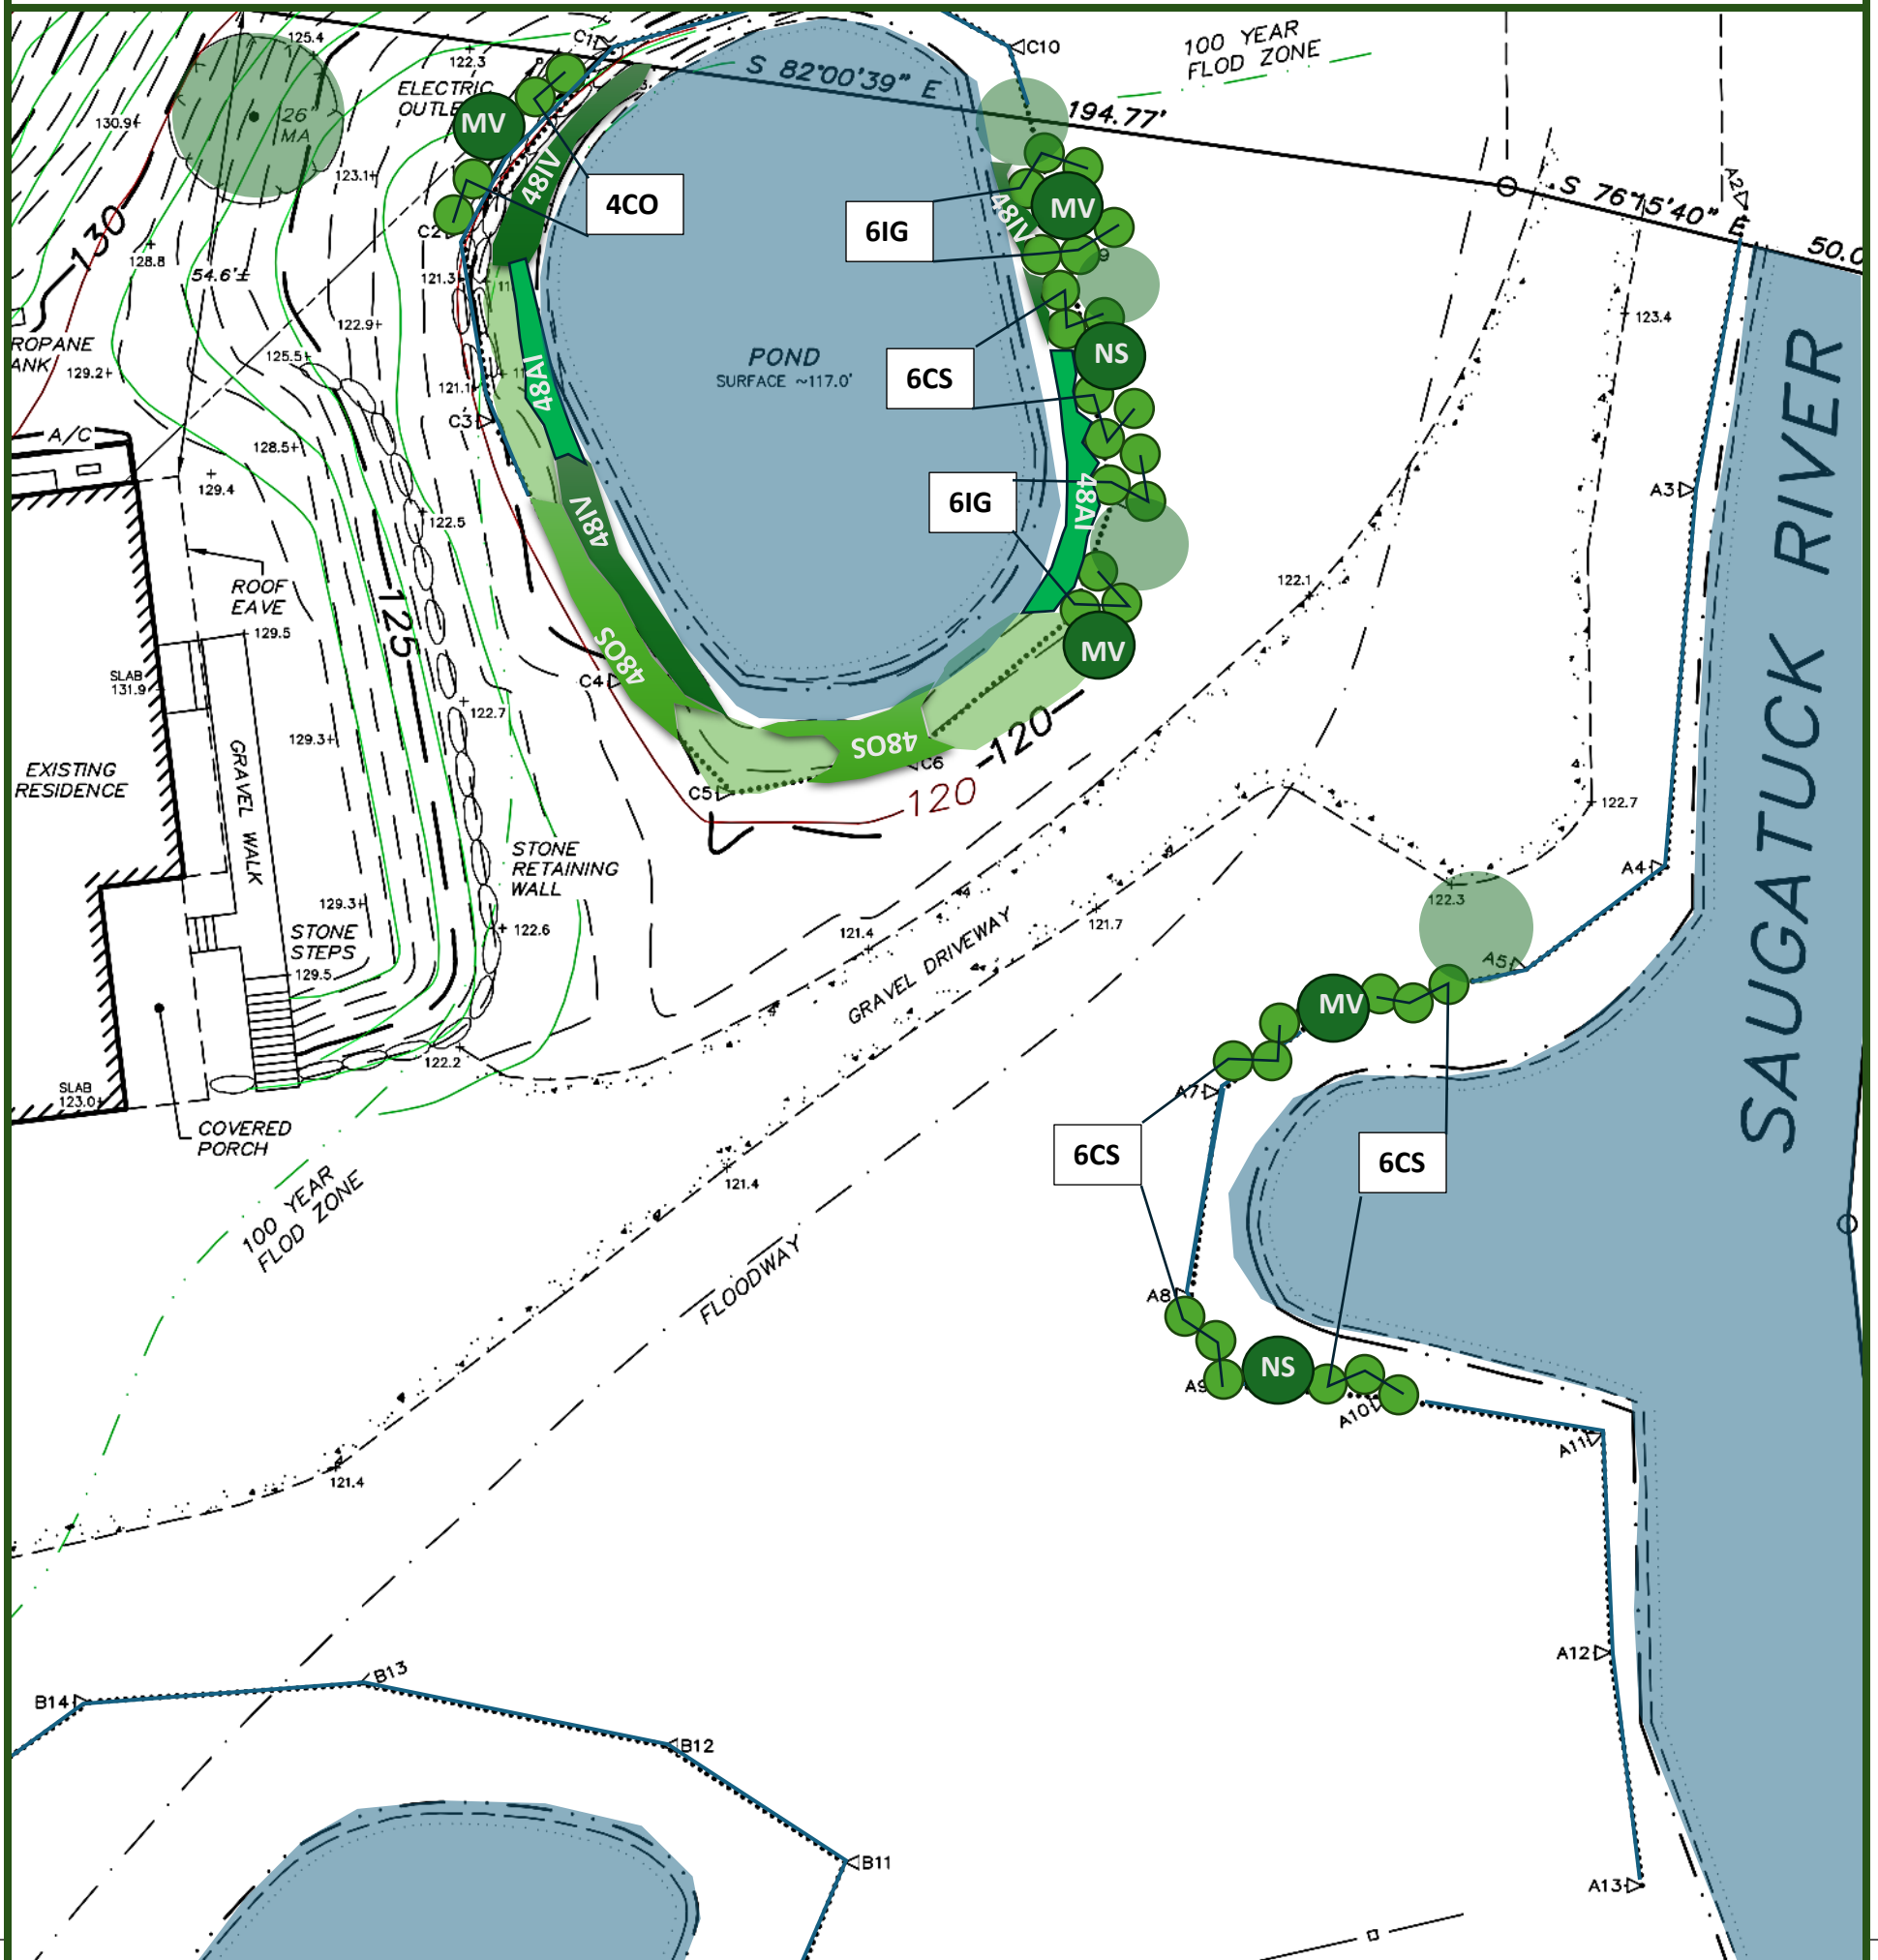 125.4
C1
122.3
ELECTRIC
OUTLE
C10
100 YEAR
FLOD ZONE
S 82°00'39" E
194.77'
26"
MA
130.9
MV
123.1
48IV
4CO
6IG
MV
48IV
A2
S 76°15'40" E
50.0
130
128.8
C2
54.6'±
121.3
11
122.9
123.4
ROPANE
ANK
129.2
125.5
POND
SURFACE ~117.0'
6CS
NS
121.1
48AI
C3
A/C
128.5
129.4
122.5
48IV
6IG
48AI
A3
ROOF
EAVE
129.5
125
122.1
SAUGATUCK RIVER
SLAB
131.9
C4
48OS
MV
122.7
129.3
GRAVEL WALK
48OS
C6
120
EXISTING
RESIDENCE
C5
120
122.7
STONE
RETAINING
WALL
A4
129.3
122.3
STONE
STEPS
122.6
121.4
121.7
GRAVEL DRIVEWAY
129.5
A5
MV
122.2
SLAB
123.0
A7
COVERED
PORCH
6CS
6CS
121.4
100 YEAR
FLOD ZONE
FLOODWAY
A8
NS
A9
A10
A11
121.4
A12
B13
B14
B12
B11
A13